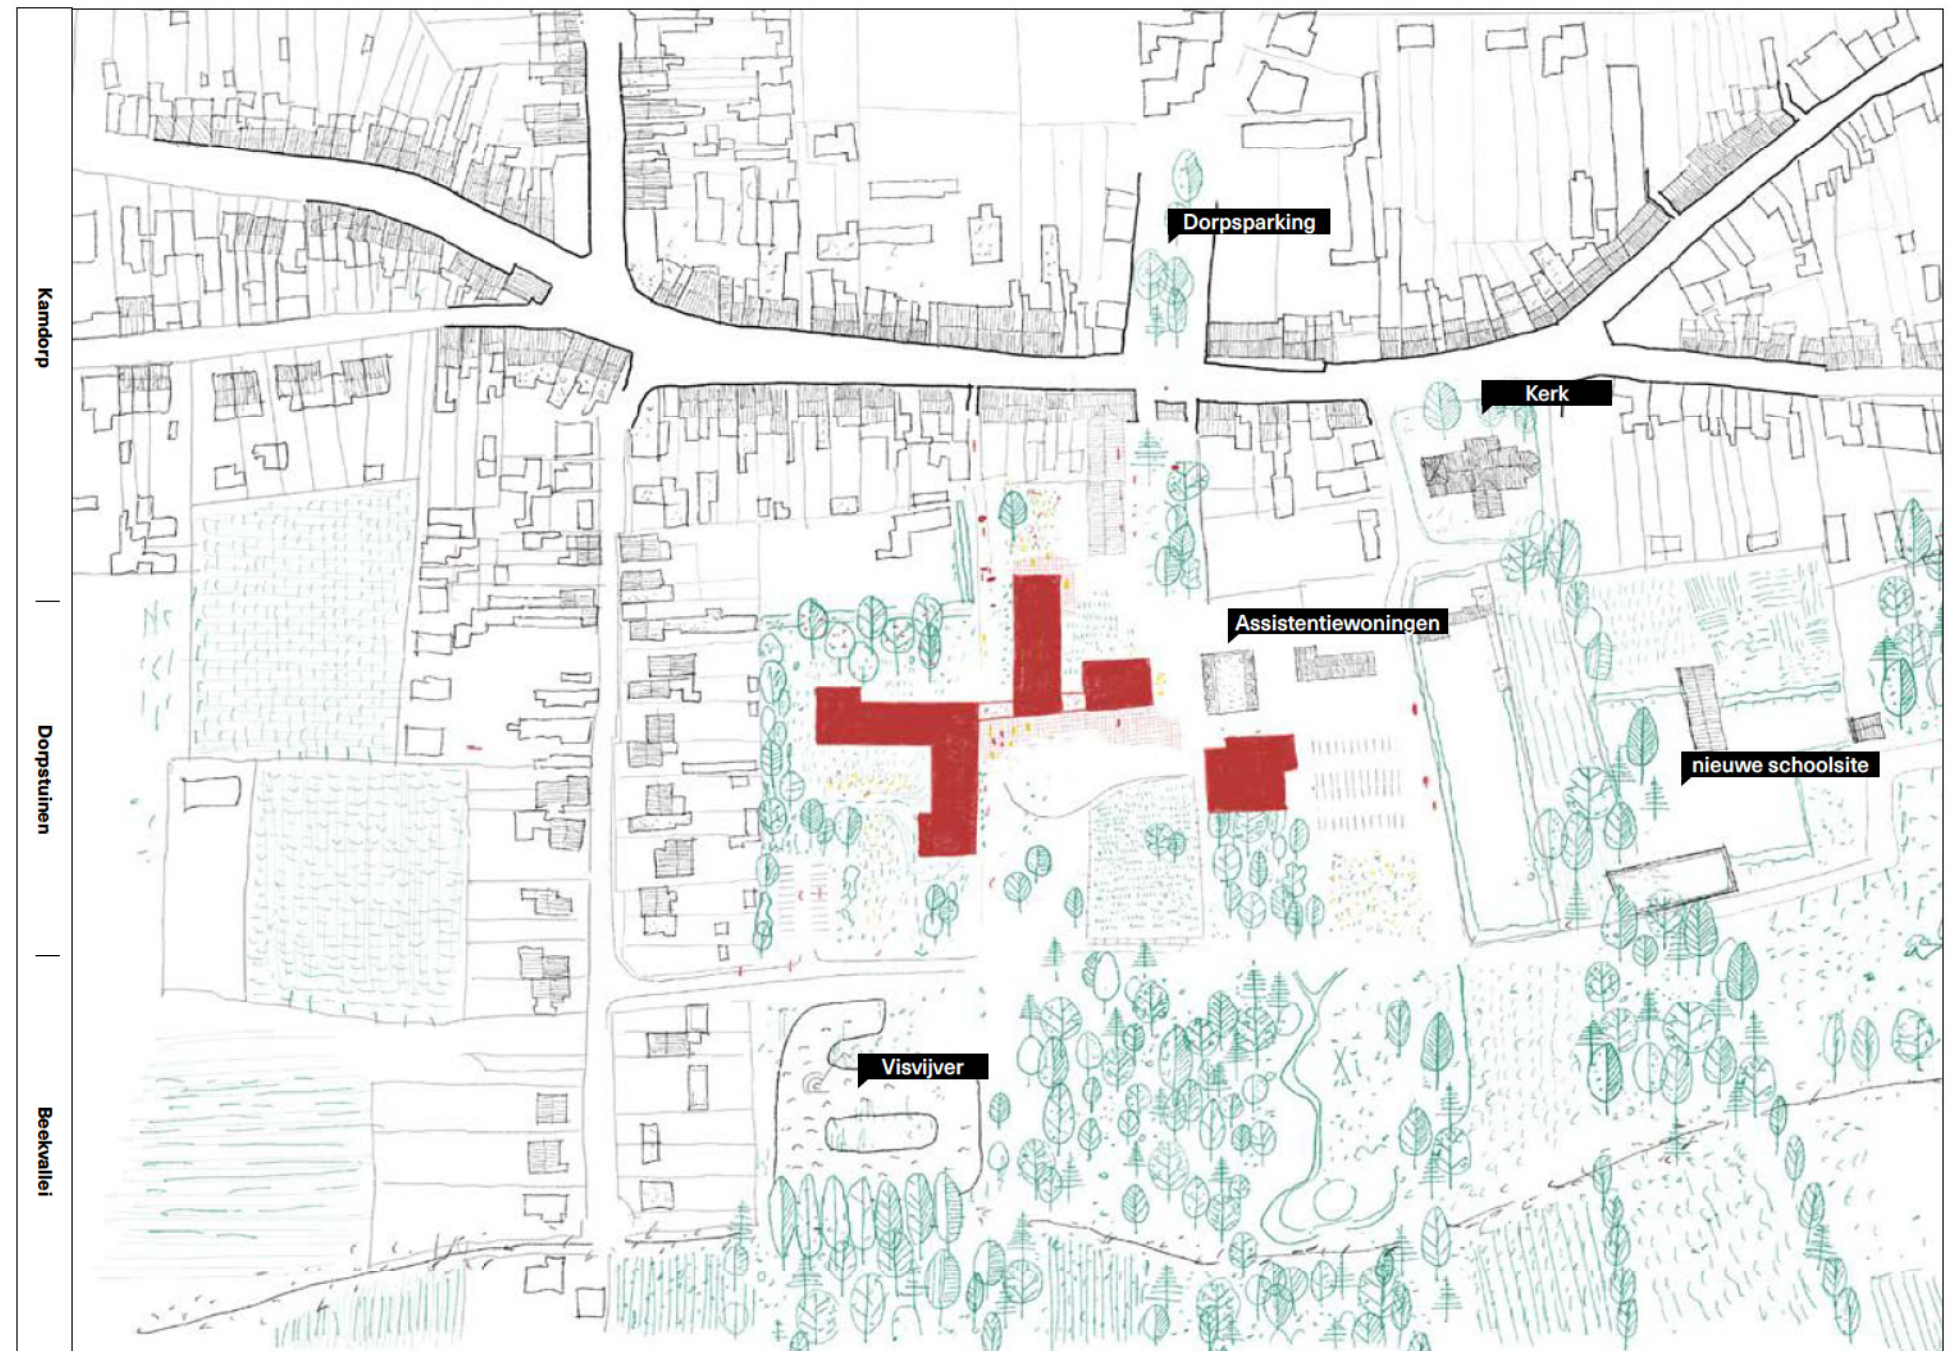 Dorpsparking
Kamdorp
Kerk
Assistentiewoningen
nieuwe schoolsite
Dorpstuinen
Visvijver
Beekvallei